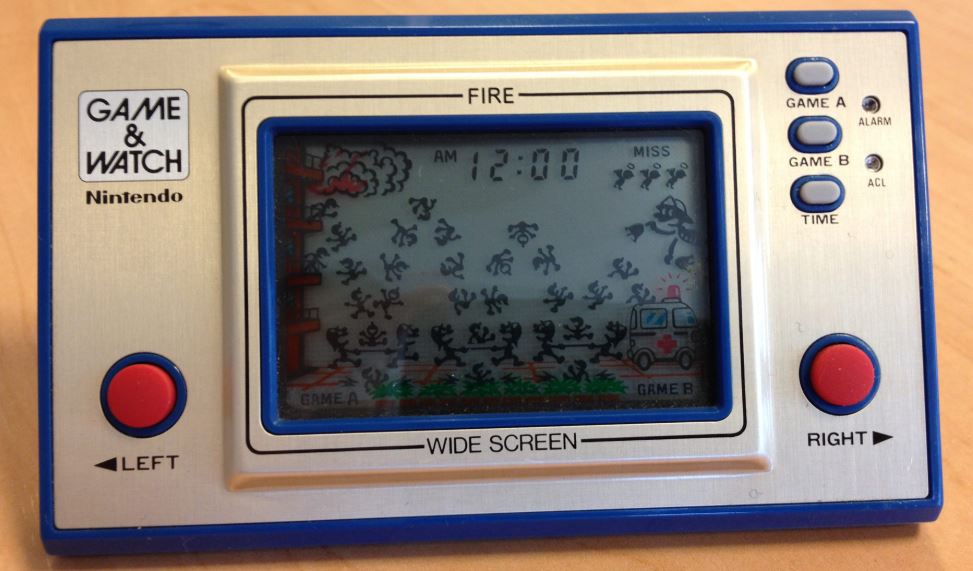 GAME
&
WATCH
Nintendo
FIRE
AM 12:00
MISS
GAME A
GAME B
WIDE SCREEN
GAME A
ALARM
GAME B
ACL
TIME
◀LEFT
RIGHT▶